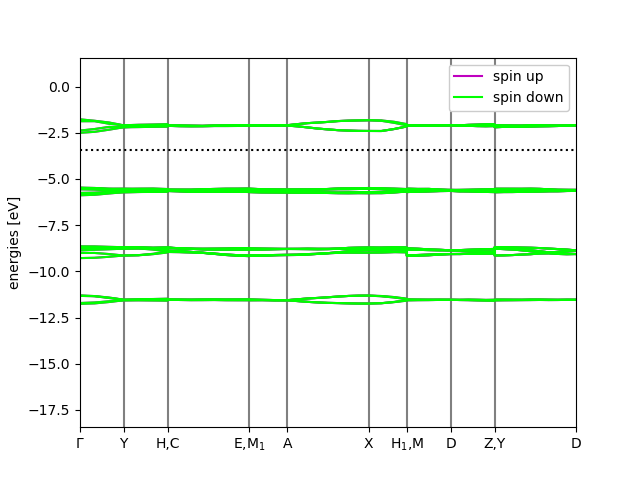 spin up
spin down
energies [eV]
0.0
−2.5
−5.0
−7.5
−10.0
−12.5
−15.0
−17.5
Γ Y H,C E,M₁ A X H₁,M D Z,Y D